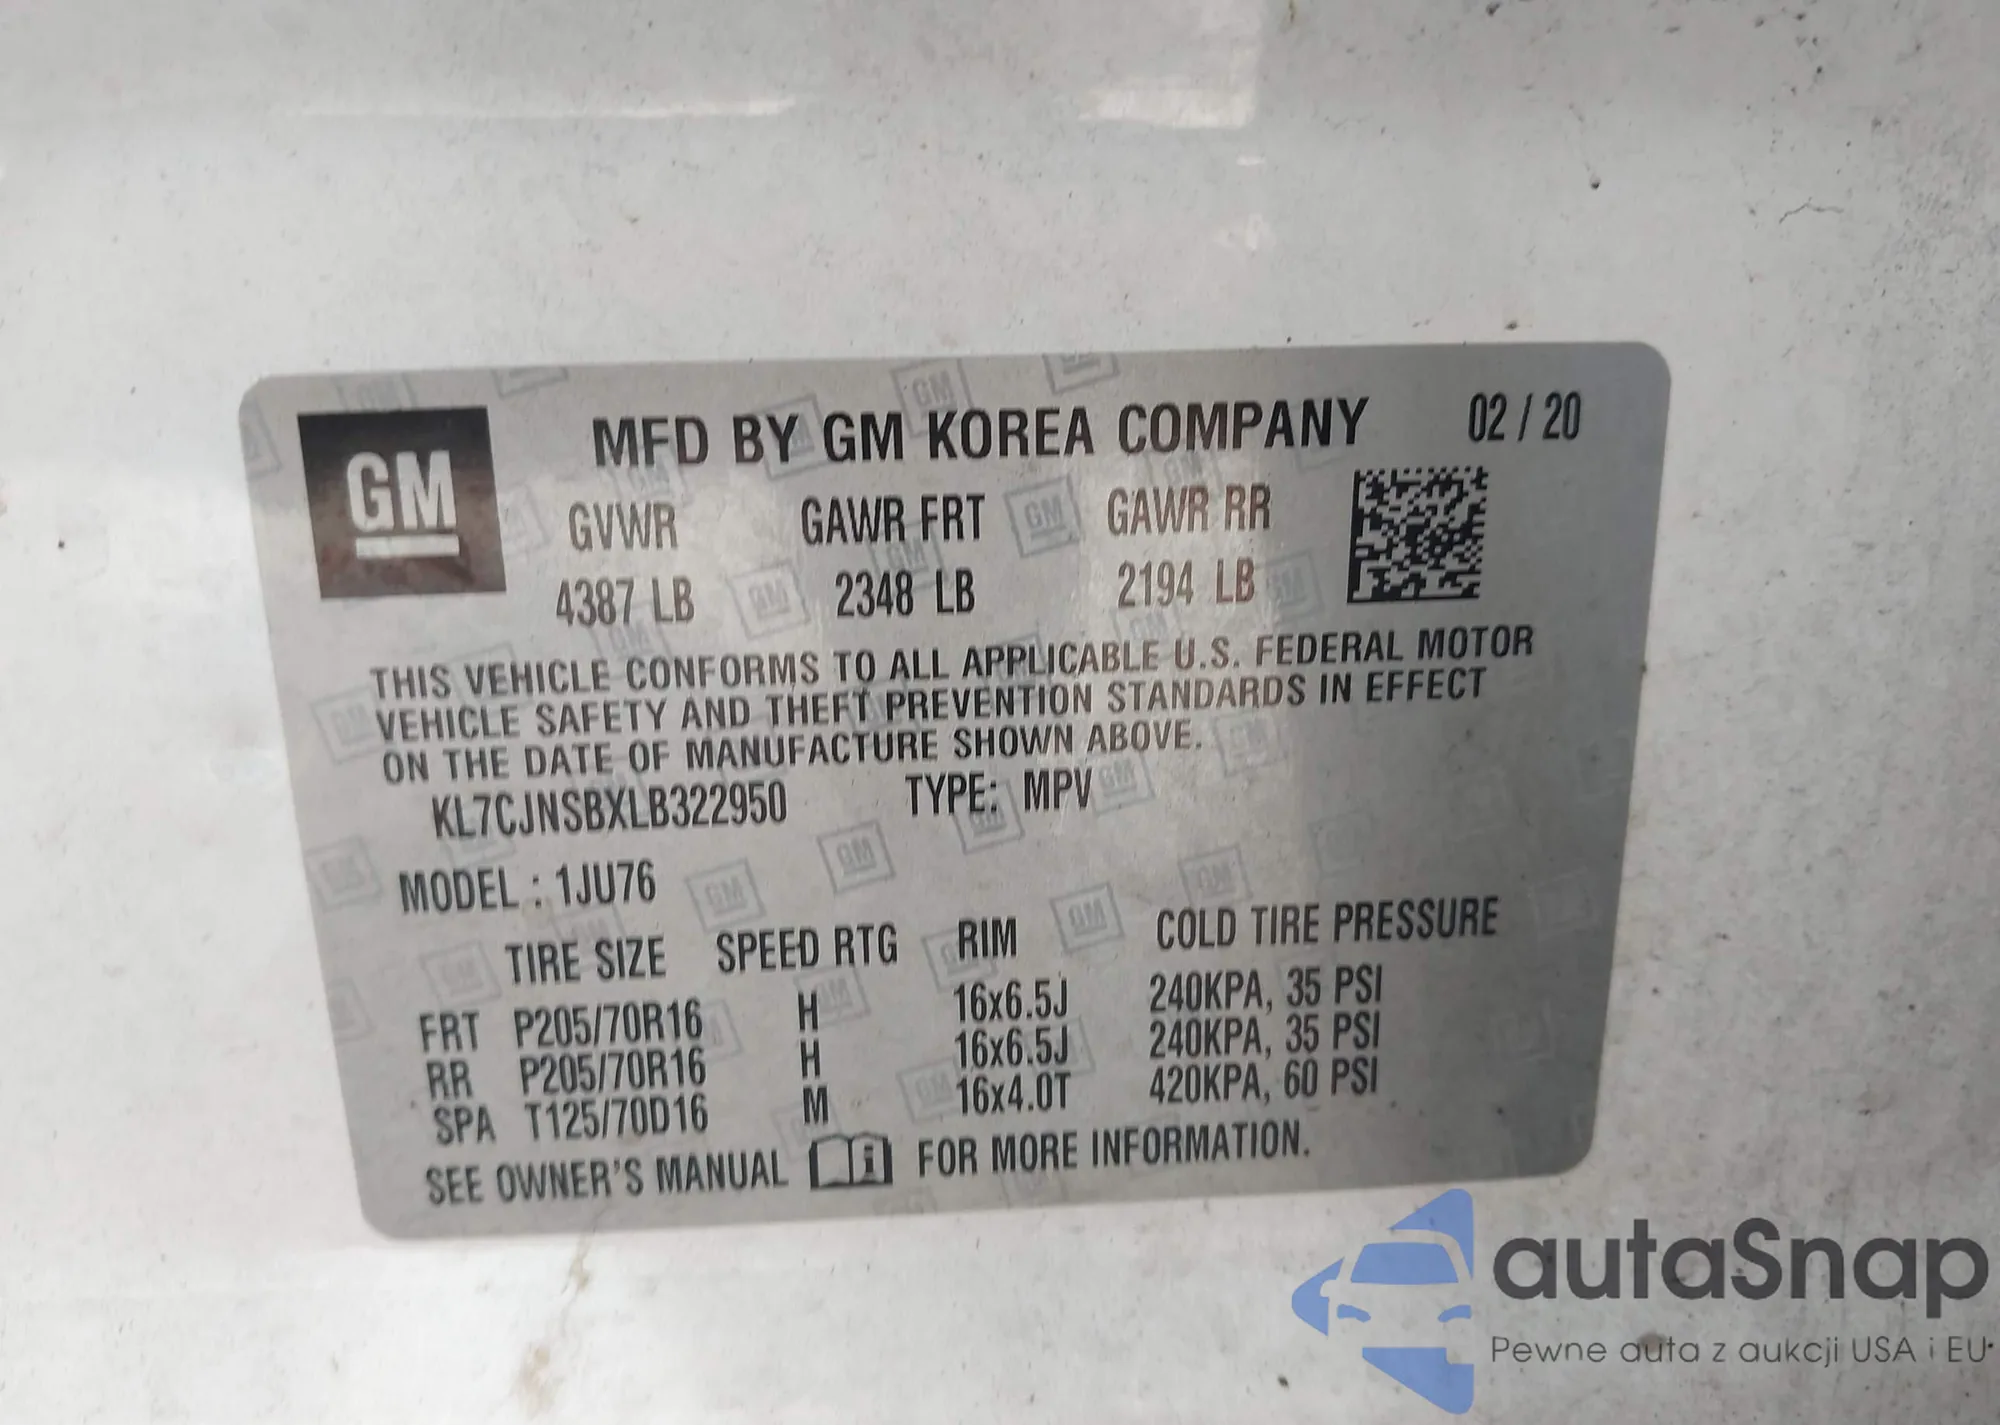 GM
MFD BY GM KOREA COMPANY 02 / 20
GVWR GAWR FRT GAWR RR
4387 LB 2348 LB 2194 LB
THIS VEHICLE CONFORMS TO ALL APPLICABLE U.S. FEDERAL MOTOR
VEHICLE SAFETY AND THEFT PREVENTION STANDARDS IN EFFECT
ON THE DATE OF MANUFACTURE SHOWN ABOVE.
KL7CJNSBXLB322950 TYPE: MPV
MODEL : 1JU76
TIRE SIZE SPEED RTG RIM COLD TIRE PRESSURE
FRT P205/70R16 H 16x6.5J 240KPA, 35 PSI
RR P205/70R16 H 16x6.5J 240KPA, 35 PSI
SPA T125/70D16 M 16x4.0T 420KPA, 60 PSI
SEE OWNER'S MANUAL i FOR MORE INFORMATION.
autaSnap
Pewne auta z aukcji USA i EU